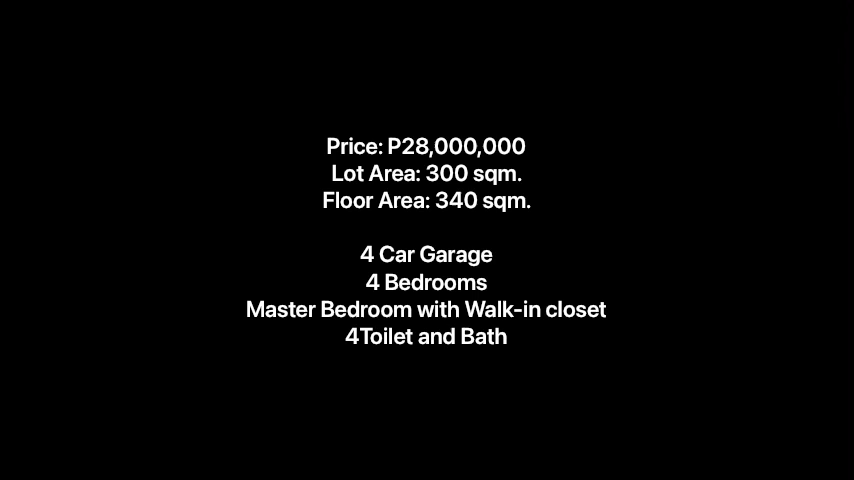 Price: P28,000,000
Lot Area: 300 sqm.
Floor Area: 340 sqm.
4 Car Garage
4 Bedrooms
Master Bedroom with Walk-in closet
4Toilet and Bath